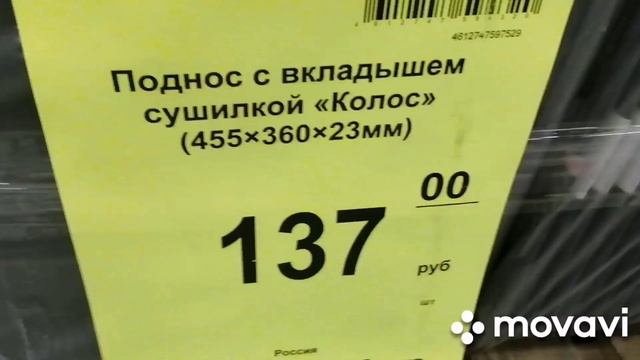 4612747597529
Поднос с вкладышем
сушилкой «Колос»
(455×360×23мм)
137
00
руб
шт
Россия
movavi